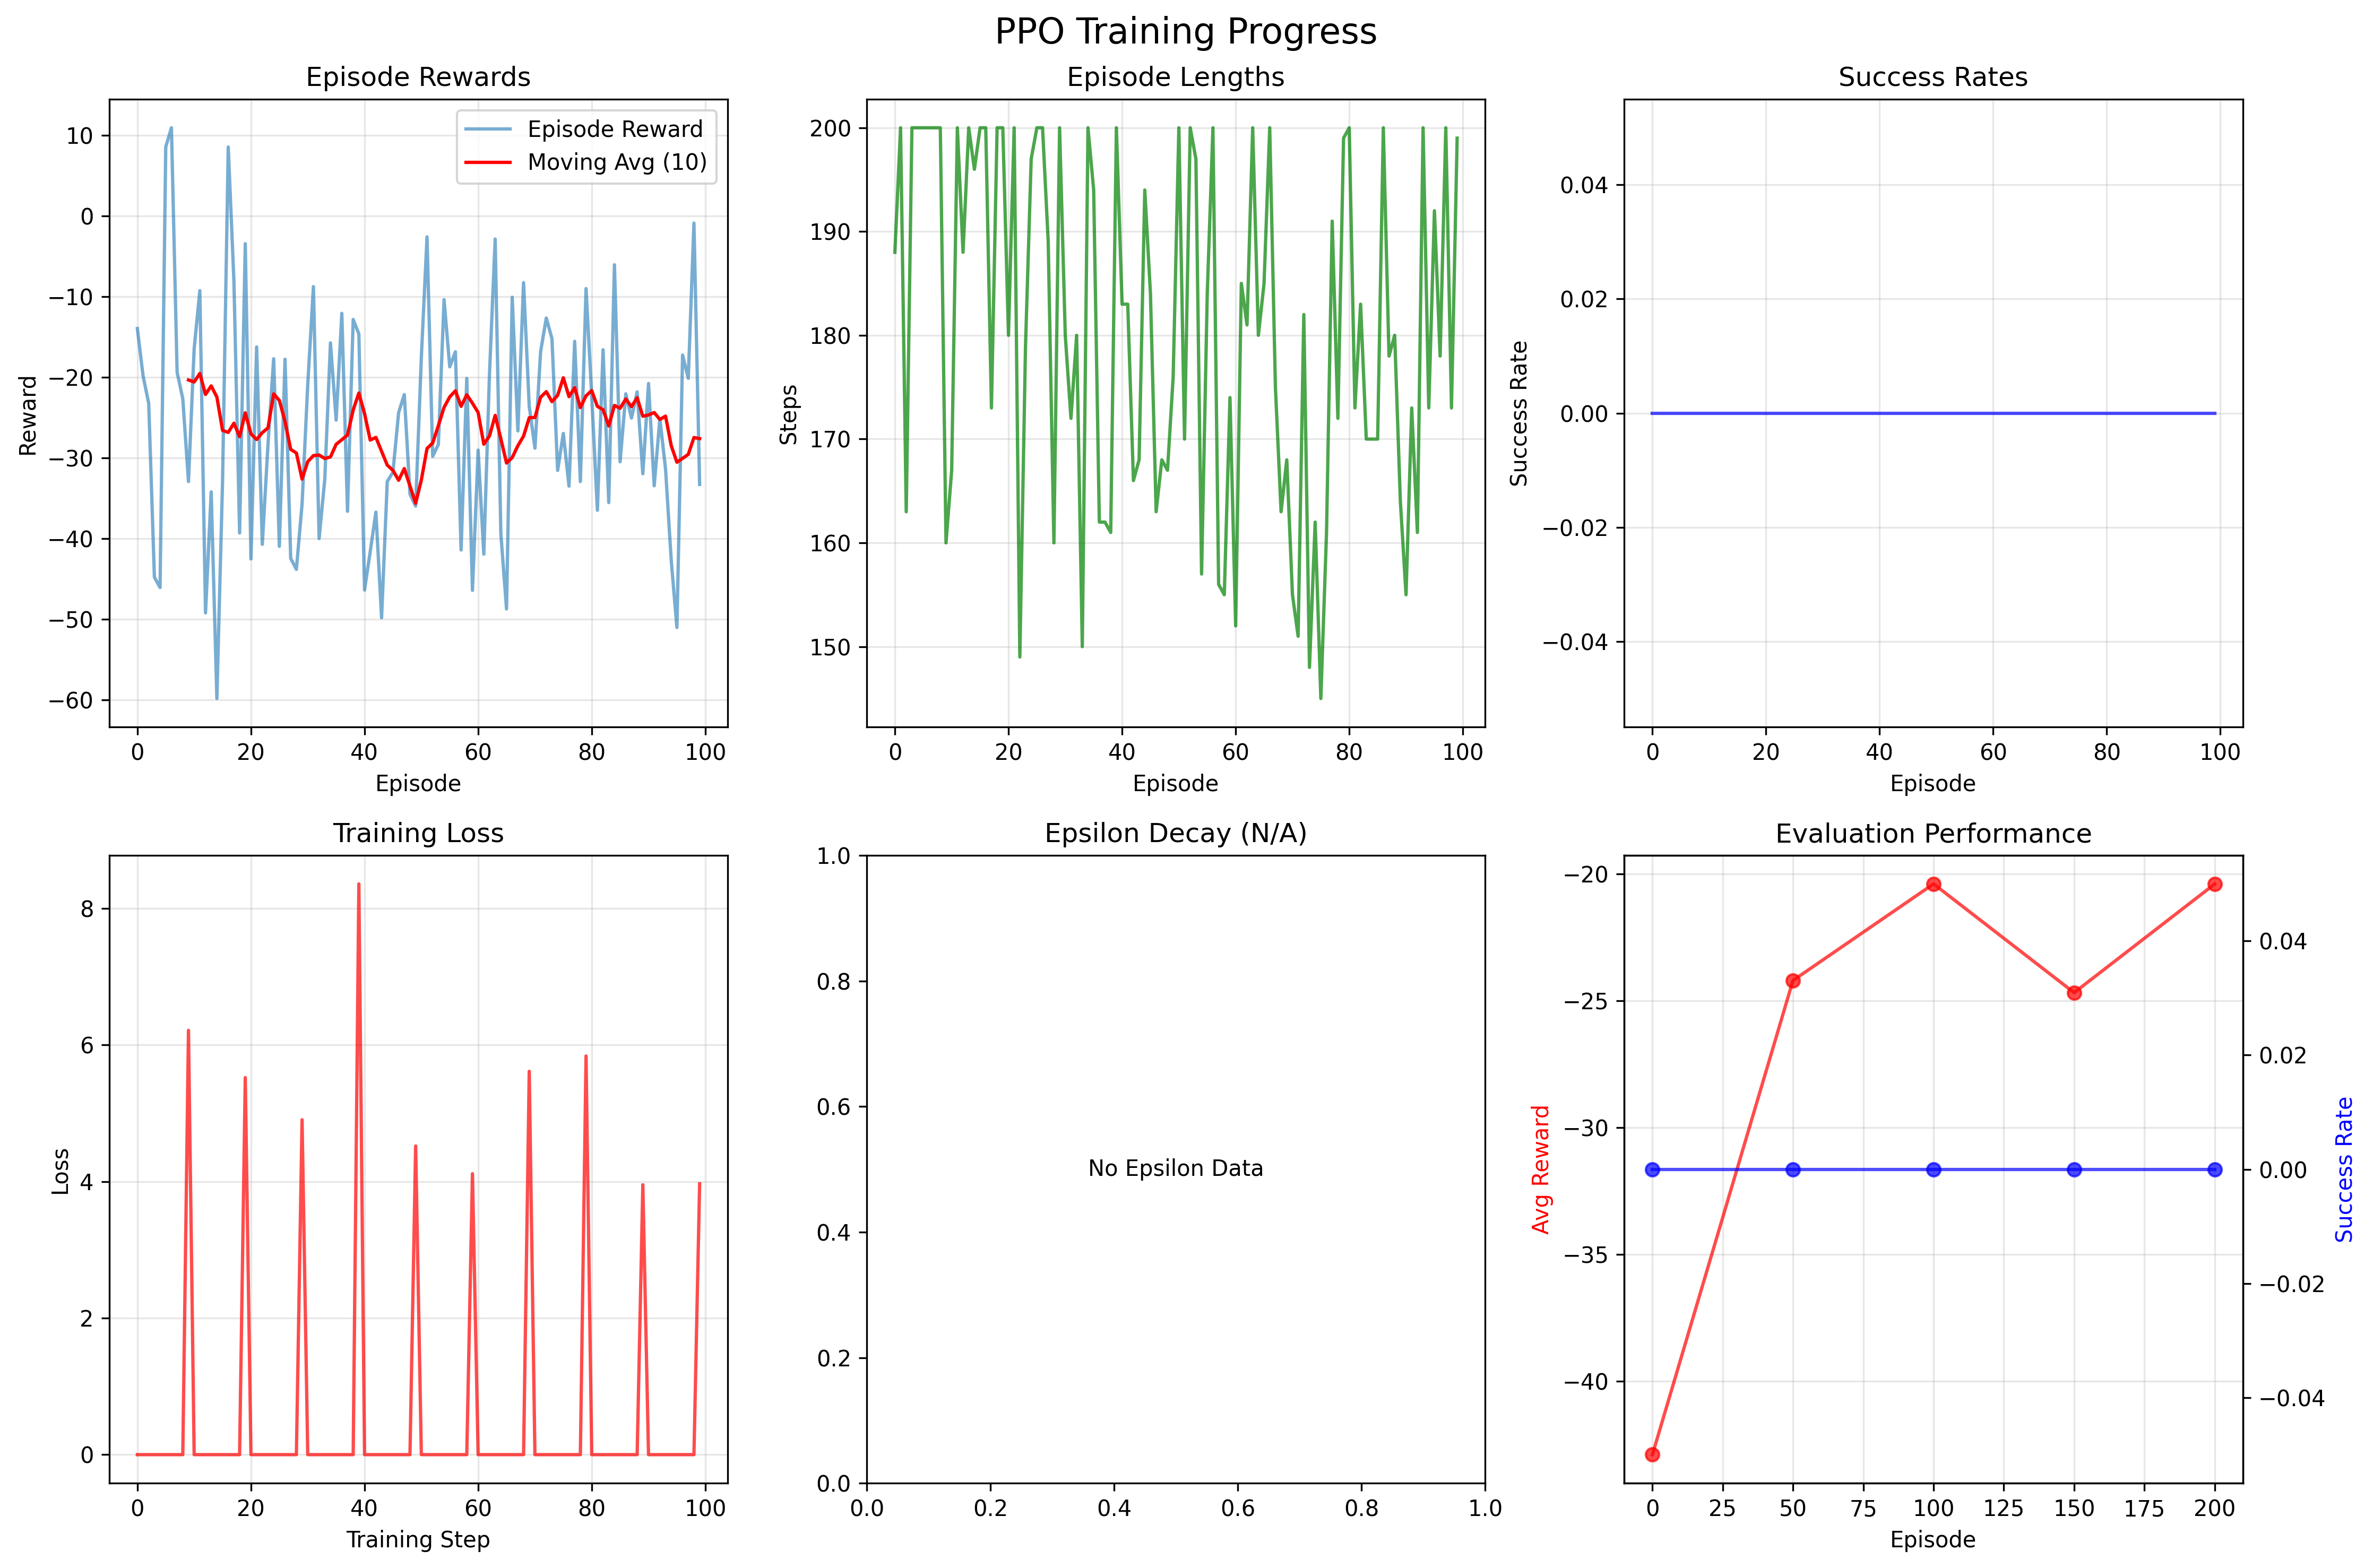 PPO Training Progress
Episode Rewards
Episode Reward
Moving Avg (10)
10
0
−10
−20
−30
−40
−50
−60
Reward
0 20 40 60 80 100
Episode
Episode Lengths
200
190
180
170
160
150
Steps
0 20 40 60 80 100
Episode
Success Rates
0.04
0.02
0.00
−0.02
−0.04
Success Rate
0 20 40 60 80 100
Episode
Training Loss
8
6
4
2
0
Loss
0 20 40 60 80 100
Training Step
Epsilon Decay (N/A)
1.0
0.8
0.6
0.4
0.2
0.0
No Epsilon Data
0.0 0.2 0.4 0.6 0.8 1.0
Evaluation Performance
−20
−25
−30
−35
−40
Avg Reward
0.04
0.02
0.00
−0.02
−0.04
Success Rate
0 25 50 75 100 125 150 175 200
Episode